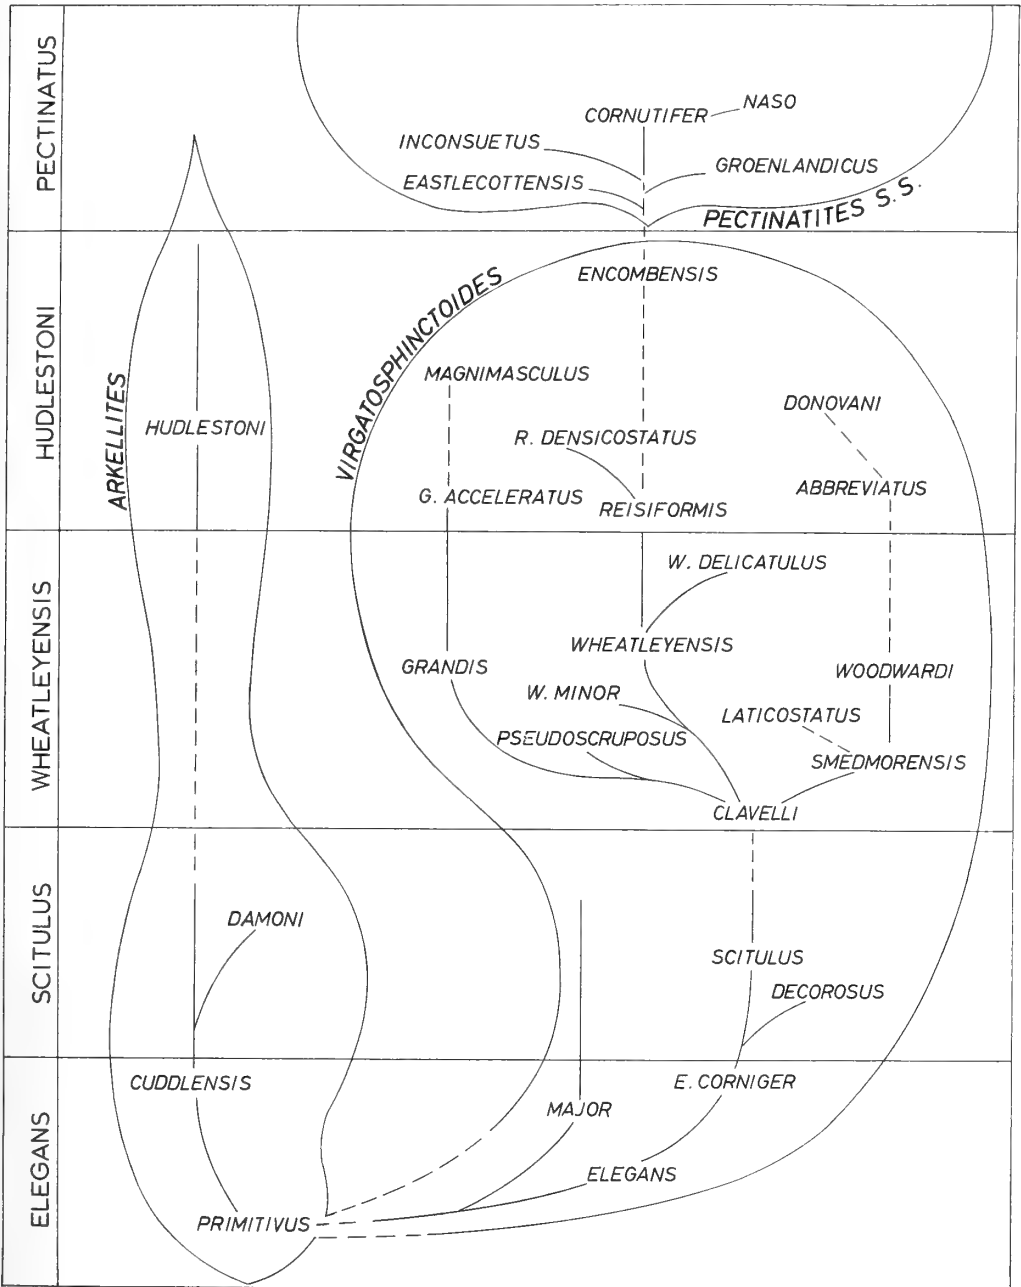 PECTINATUS
NASO
CORNUTIFER
INCONSUETUS
GROENLANDICUS
EASTLECOTTENSIS
PECTINATITES S.S.
HUDLESTONI
ENCOMBENSIS
VIRGATOSPHINCTOIDES
MAGNIMASCULUS
ARKELLITES
DONOVANI
HUDLESTONI
R. DENSICOSTATUS
ABBREVIATUS
G. ACCELERATUS
REISIFORMIS
WHEATLEYENSIS
W. DELICATULUS
WHEATLEYENSIS
GRANDIS
WOODWARDI
W. MINOR
LATICOSTATUS
PSEUDOSCRUPOSUS
SMEDMORENSIS
CLAVELLI
SCITULUS
DAMONI
SCITULUS
DECOROSUS
ELEGANS
CUDDLENSIS
E. CORNIGER
MAJOR
ELEGANS
PRIMITIVUS